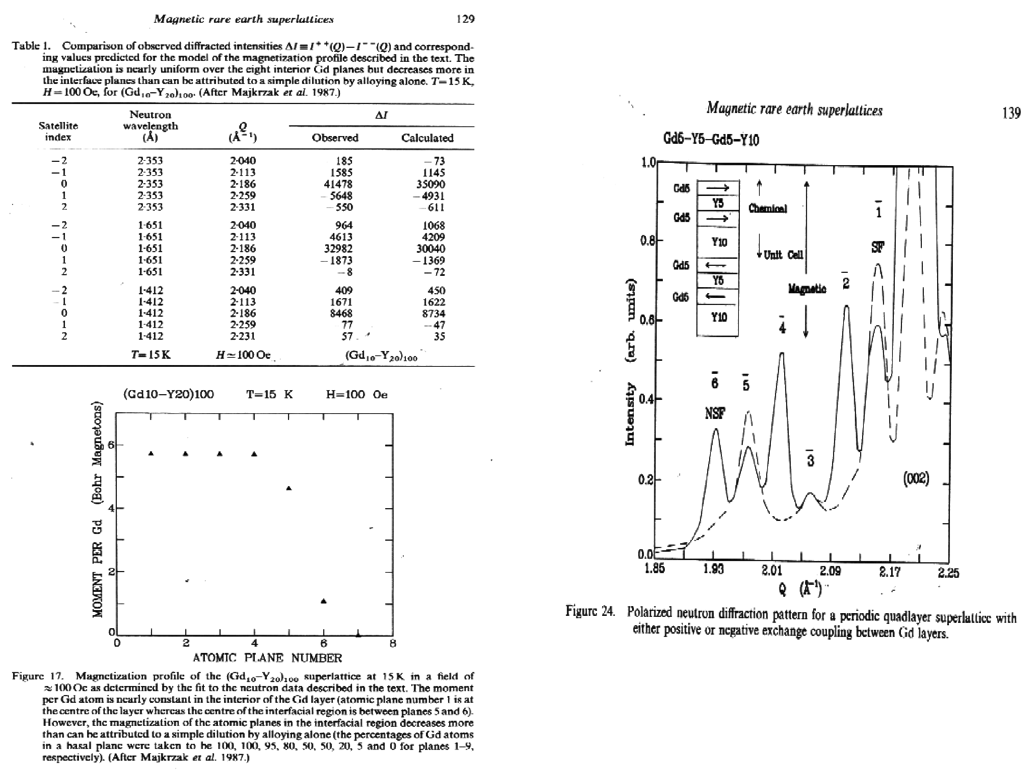 Magnetic rare earth superlattices 129
Table 1. Comparison of observed diffracted intensities ΔI≡I⁺⁺(Q)−I⁻⁻(Q) and correspond-
ing values predicted for the model of the magnetization profile described in the text. The
magnetization is nearly uniform over the eight interior Gd planes but decreases more in
the interface planes than can be attributed to a simple dilution by alloying alone. T=15 K,
H=100 Oe, for (Gd₁₀–Y₂₀)₁₀₀. (After Majkrzak et al. 1987.)
Neutron ΔI
Satellite wavelength Q
index (Å) (Å⁻¹) Observed Calculated
−2 2·353 2·040 185 −73
−1 2·353 2·113 1585 1145
0 2·353 2·186 41478 35090
1 2·353 2·259 −5648 −4931
2 2·353 2·331 −550 −611
−2 1·651 2·040 964 1068
−1 1·651 2·113 4613 4209
0 1·651 2·186 32982 30040
1 1·651 2·259 −1873 −1369
2 1·651 2·331 −8 −72
−2 1·412 2·040 409 450
−1 1·412 2·113 1671 1622
0 1·412 2·186 8468 8734
1 1·412 2·259 77 −47
2 1·412 2·231 57 35
T=15 K H≃100 Oe (Gd₁₀–Y₂₀)₁₀₀
(Gd10−Y20)100 T=15 K H=100 Oe
MOMENT PER Gd (Bohr Magnetons)
6
4
2
0
0 2 4 6 8
ATOMIC PLANE NUMBER
Figure 17. Magnetization profile of the (Gd₁₀–Y₂₀)₁₀₀ superlattice at 15 K in a field of
≈100 Oe as determined by the fit to the neutron data described in the text. The moment
per Gd atom is nearly constant in the interior of the Gd layer (atomic plane number 1 is at
the centre of the layer whereas the centre of the interfacial region is between planes 5 and 6).
However, the magnetization of the atomic planes in the interfacial region decreases more
than can be attributed to a simple dilution by alloying alone (the percentages of Gd atoms
in a basal plane were taken to be 100, 100, 95, 80, 50, 50, 20, 5 and 0 for planes 1–9,
respectively). (After Majkrzak et al. 1987.)
Magnetic rare earth superlattices 139
Gd5−Y5−Gd5−Y10
1.0
0.8
0.6
0.4
0.2
0.0
Intensity (arb. units)
Gd5
Y5
Gd5
Y10
Gd5
Y5
Gd5
Y10
Chemical
Unit Cell
Magnetic
1̄
SF
2̄
4̄
6̄ 5̄
NSF
3̄
(002)
1.85 1.93 2.01 2.09 2.17 2.25
Q (Å⁻¹)
Figure 24. Polarized neutron diffraction pattern for a periodic quadlayer superlattice with
either positive or negative exchange coupling between Gd layers.